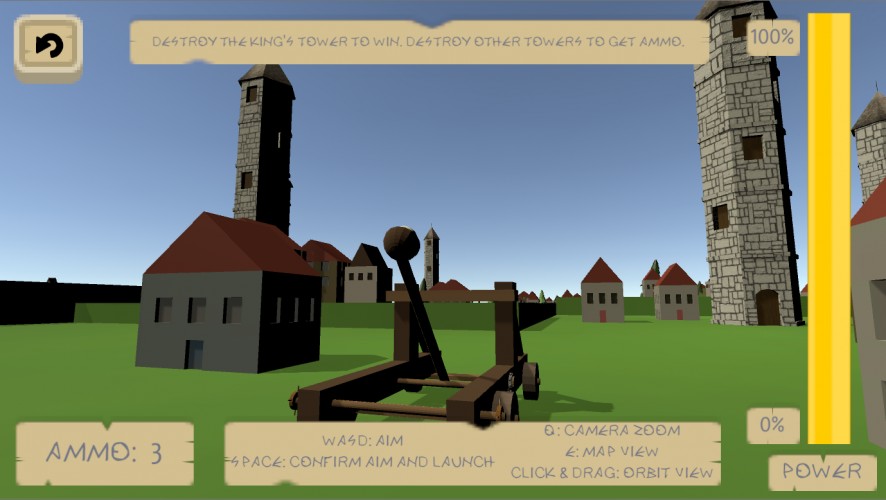 DESTROY THE KING'S TOWER TO WIN. DESTROY OTHER TOWERS TO GET AMMO.
100%
0%
POWER
AMMO: 3
WASD: AIM
SPACE: CONFIRM AIM AND LAUNCH
Q: CAMERA ZOOM
E: MAP VIEW
CLICK & DRAG: ORBIT VIEW